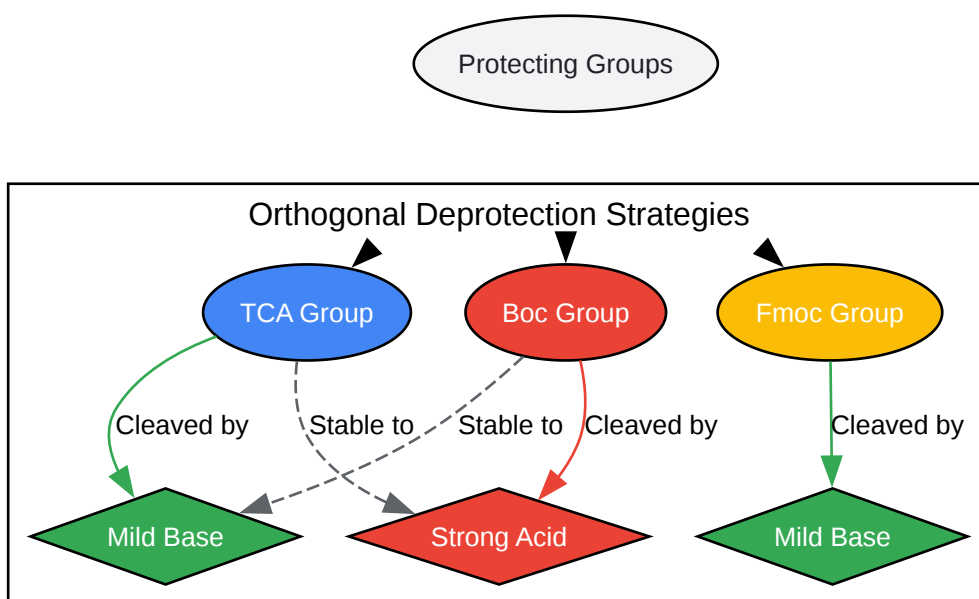 Protecting Groups
Orthogonal Deprotection Strategies
TCA Group
Boc Group
Fmoc Group
Cleaved by
Stable to
Stable to
Cleaved by
Cleaved by
Mild Base
Strong Acid
Mild Base